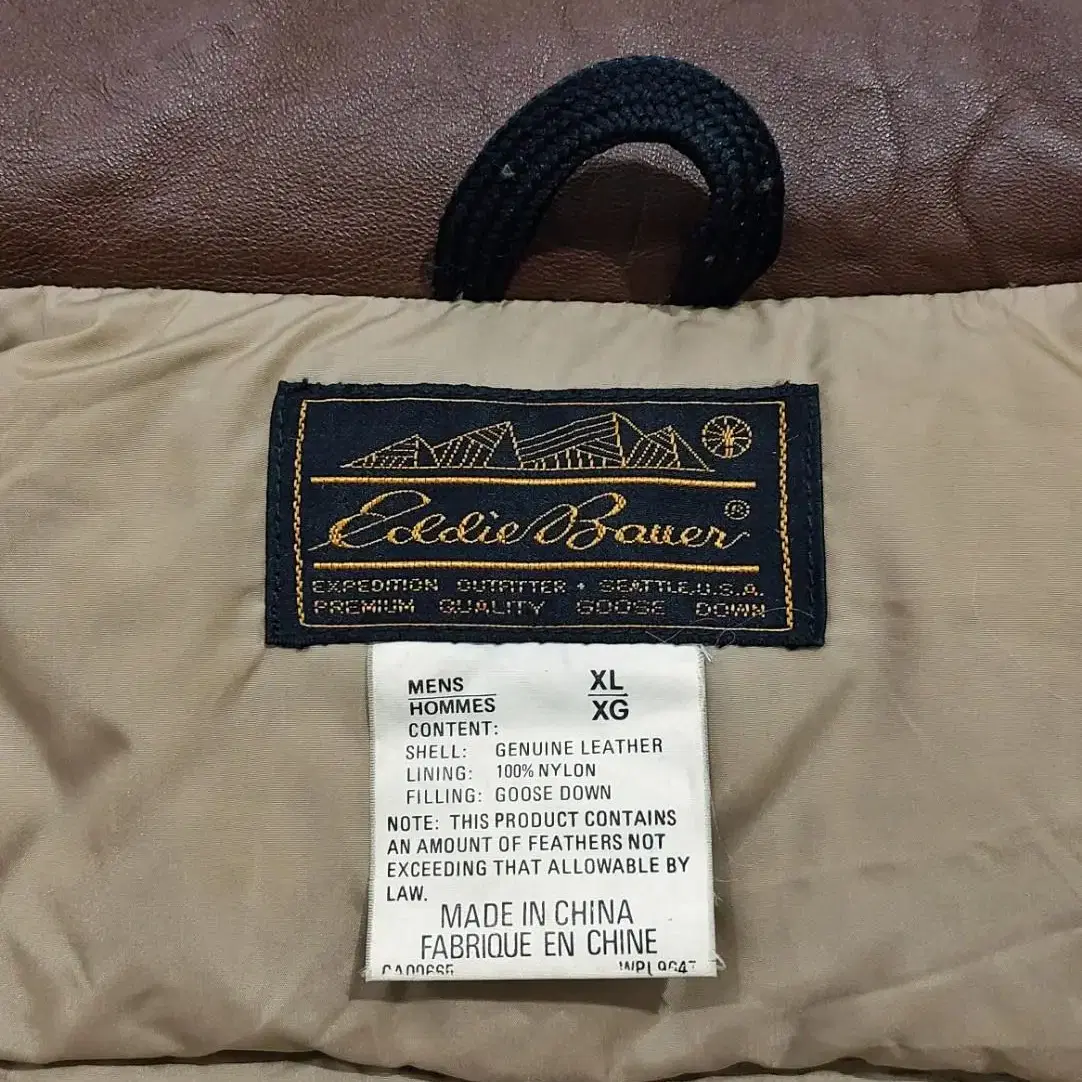 Eddie Bauer®
EXPEDITION OUTFITTER • SEATTLE, U.S.A.
PREMIUM QUALITY GOOSE DOWN
MENS XL
HOMMES XG
CONTENT:
SHELL: GENUINE LEATHER
LINING: 100% NYLON
FILLING: GOOSE DOWN
NOTE: THIS PRODUCT CONTAINS
AN AMOUNT OF FEATHERS NOT
EXCEEDING THAT ALLOWABLE BY
LAW.
MADE IN CHINA
FABRIQUE EN CHINE